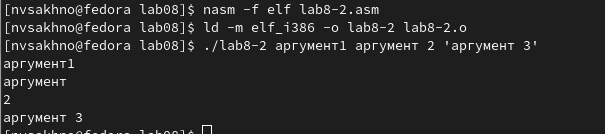 [nvsakhno@fedora lab08]$ nasm -f elf lab8-2.asm
[nvsakhno@fedora lab08]$ ld -m elf_i386 -o lab8-2 lab8-2.o
[nvsakhno@fedora lab08]$ ./lab8-2 аргумент1 аргумент 2 'аргумент 3'
аргумент1
аргумент
2
аргумент 3
[nvsakhno@fedora lab08]$